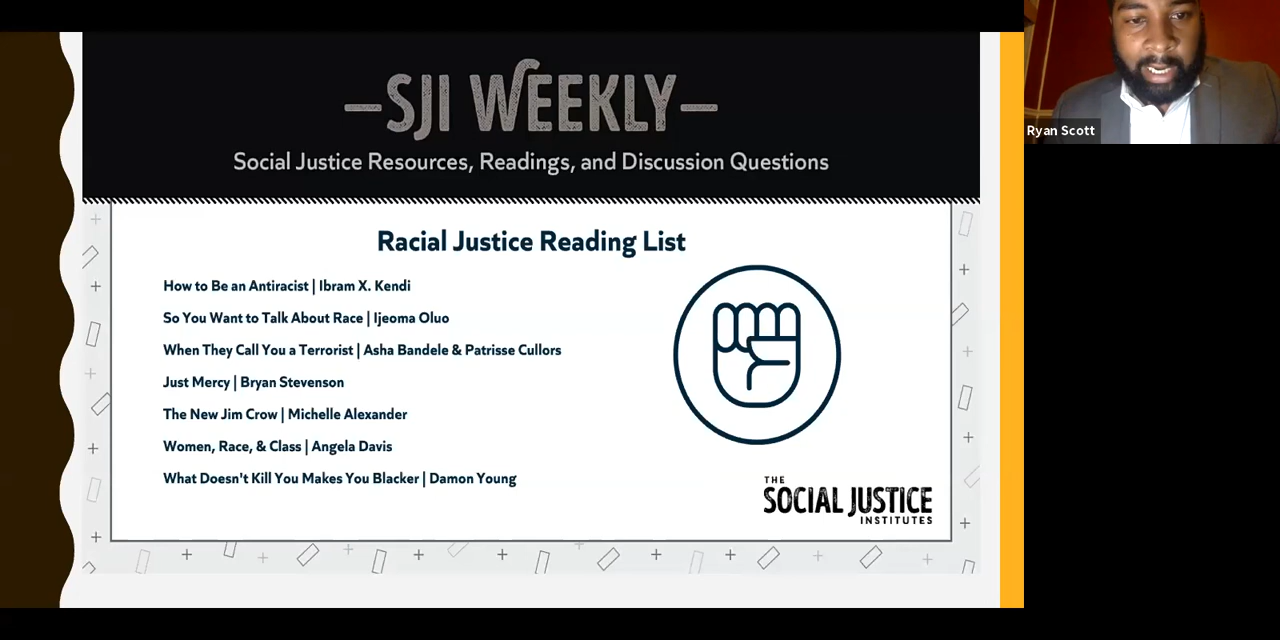 —SJI WEEKLY—
Social Justice Resources, Readings, and Discussion Questions
Racial Justice Reading List
How to Be an Antiracist | Ibram X. Kendi
So You Want to Talk About Race | Ijeoma Oluo
When They Call You a Terrorist | Asha Bandele & Patrisse Cullors
Just Mercy | Bryan Stevenson
The New Jim Crow | Michelle Alexander
Women, Race, & Class | Angela Davis
What Doesn't Kill You Makes You Blacker | Damon Young
THE
SOCIAL JUSTICE
INSTITUTES
Ryan Scott